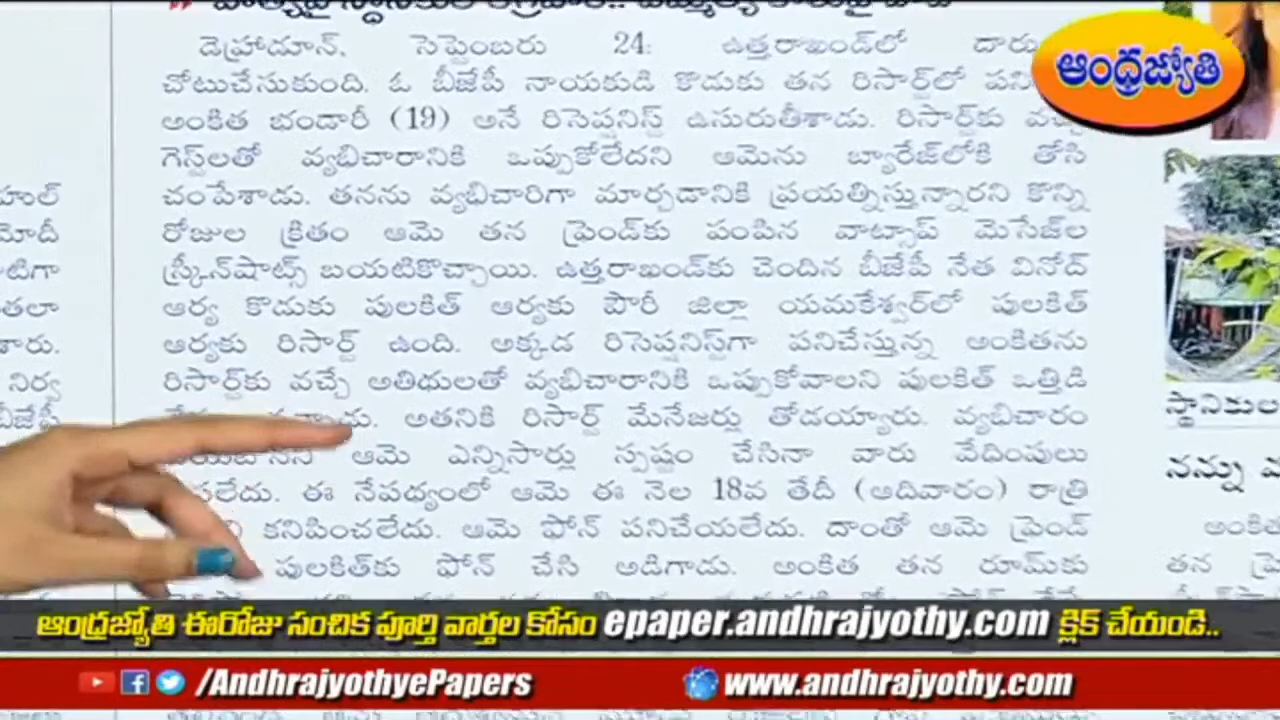 డెహ్రాడూన్, సెప్టెంబరు 24: ఉత్తరాఖండ్‌లో
చోటుచేసుకుంది. ఓ బీజేపీ నాయకుడి కొడుకు తన రిసార్ట్‌లో
అంకిత భండారీ (19) అనే రిసెప్షనిస్ట్ ఉసురుతీశాడు. రిసార్ట్‌కు
గెస్ట్‌లతో వ్యభిచారానికి ఒప్పుకోలేదని ఆమెను బ్యారేజ్‌లోకి తోసి
చంపేశాడు. తనను వ్యభిచారిగా మార్చడానికి ప్రయత్నిస్తున్నారని కొన్ని
రోజుల క్రితం ఆమె తన ఫ్రెండ్‌కు పంపిన వాట్సాప్ మెసేజ్‌ల
స్ర్కీన్‌షాట్స్ బయటికొచ్చాయి. ఉత్తరాఖండ్‌కు చెందిన బీజేపీ నేత వినోద్
ఆర్య కొడుకు పులకిత్ ఆర్యకు పౌరీ జిల్లా యమకేశ్వర్‌లో పులకిత్
ఆర్యకు రిసార్ట్ ఉంది. అక్కడ రిసెప్షనిస్ట్‌గా పనిచేస్తున్న అంకితను
రిసార్ట్‌కు వచ్చే అతిథులతో వ్యభిచారానికి ఒప్పుకోవాలని పులకిత్ ఒత్తిడి
అతనికి రిసార్ట్ మేనేజర్లు తోడయ్యారు. వ్యభిచారం
ఆమె ఎన్నిసార్లు స్పష్టం చేసినా వారు వేధింపులు
ఈ నేపథ్యంలో ఆమె ఈ నెల 18వ తేదీ (ఆదివారం) రాత్రి
కనిపించలేదు. ఆమె ఫోన్ పనిచేయలేదు. దాంతో ఆమె ఫ్రెండ్
పులకిత్‌కు ఫోన్ చేసి అడిగాడు. అంకిత తన రూమ్‌కు
ఆంధ్రజ్యోతి
స్థానికుల
నన్ను
అంకిత
తన
ఆంధ్రజ్యోతి ఈరోజు సంచిక పూర్తి వార్తల కోసం epaper.andhrajyothy.com క్లిక్ చేయండి..
/AndhrajyothyePapers www.andhrajyothy.com